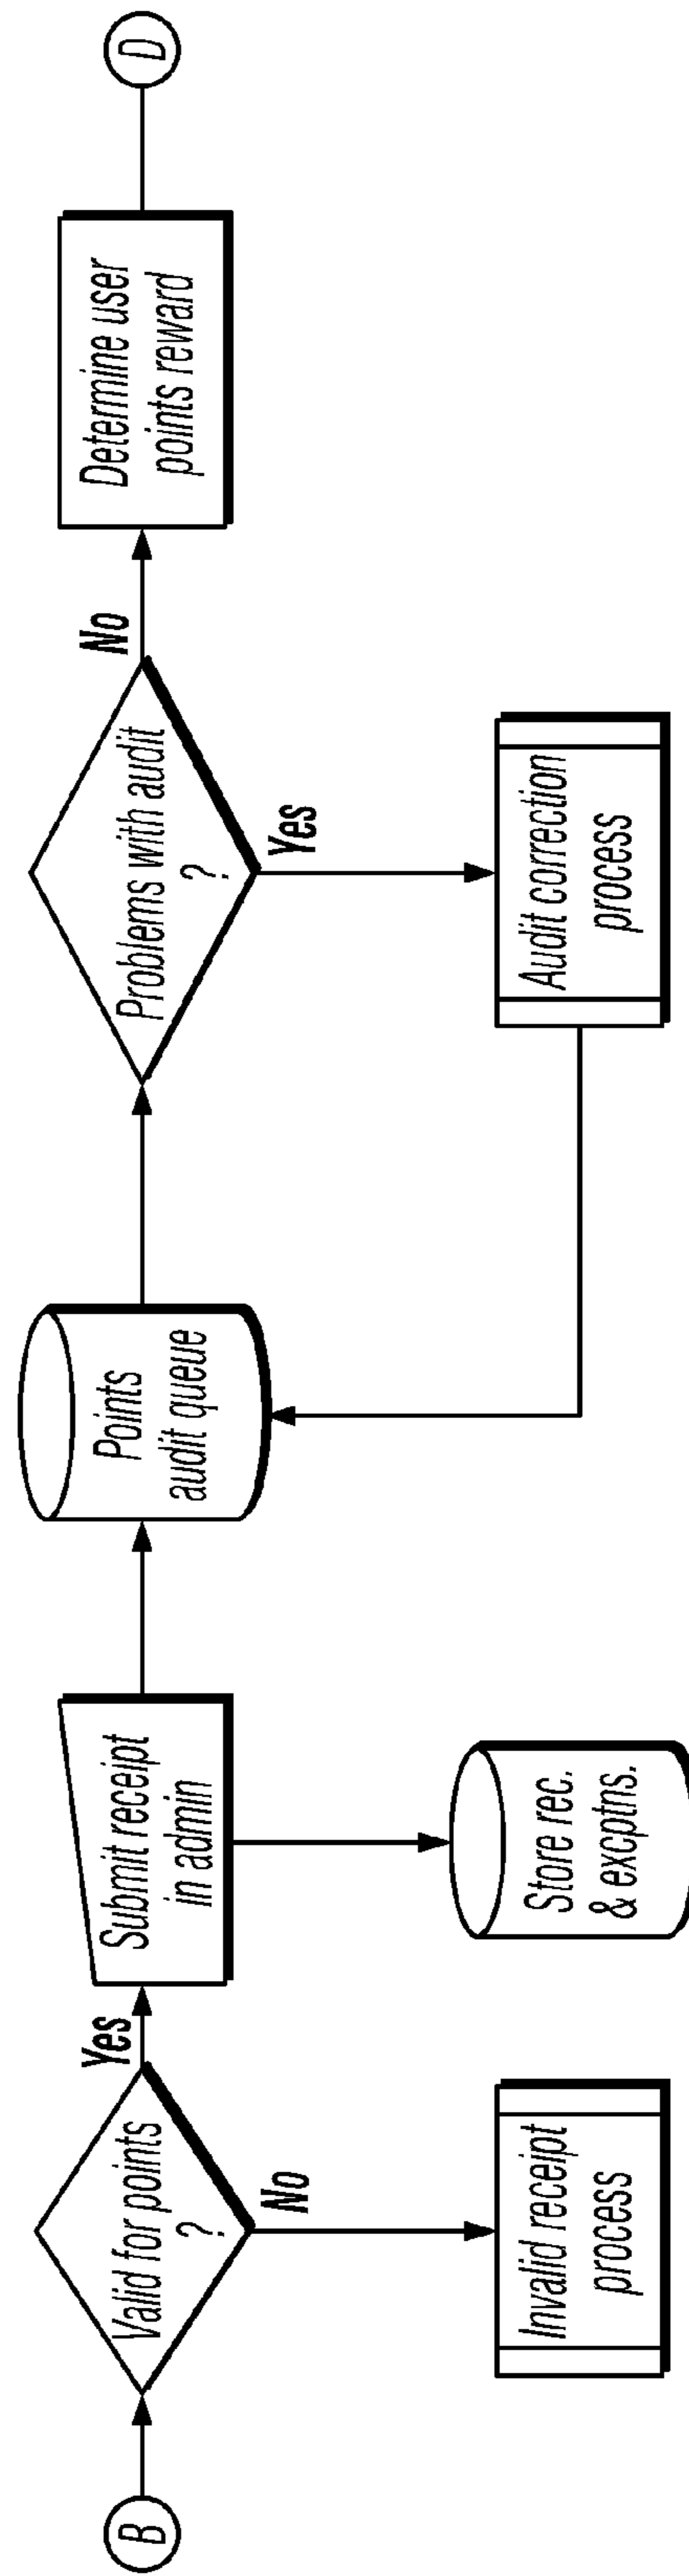 B
Valid for points
?
Yes
No
Invalid receipt
process
Submit receipt
in admin
Store rec.
& excptns.
Points
audit queue
Problems with audit
?
Yes
No
Audit correction
process
Determine user
points reward
D